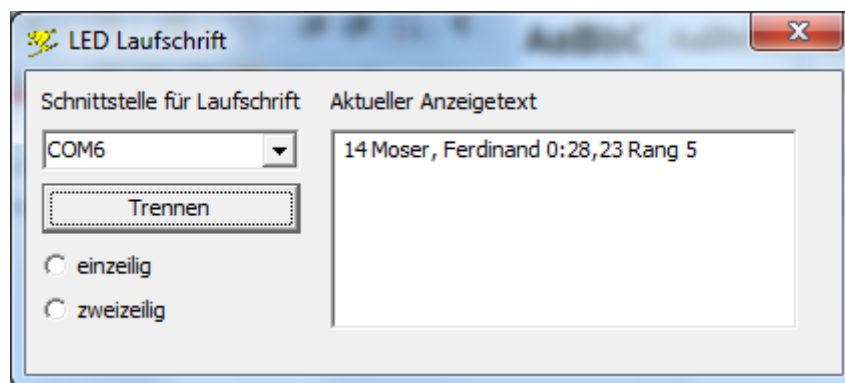 LED Laufschrift
Schnittstelle für Laufschrift
Aktueller Anzeigetext
COM6
14 Moser, Ferdinand 0:28,23 Rang 5
Trennen
einzeilig
zweizeilig